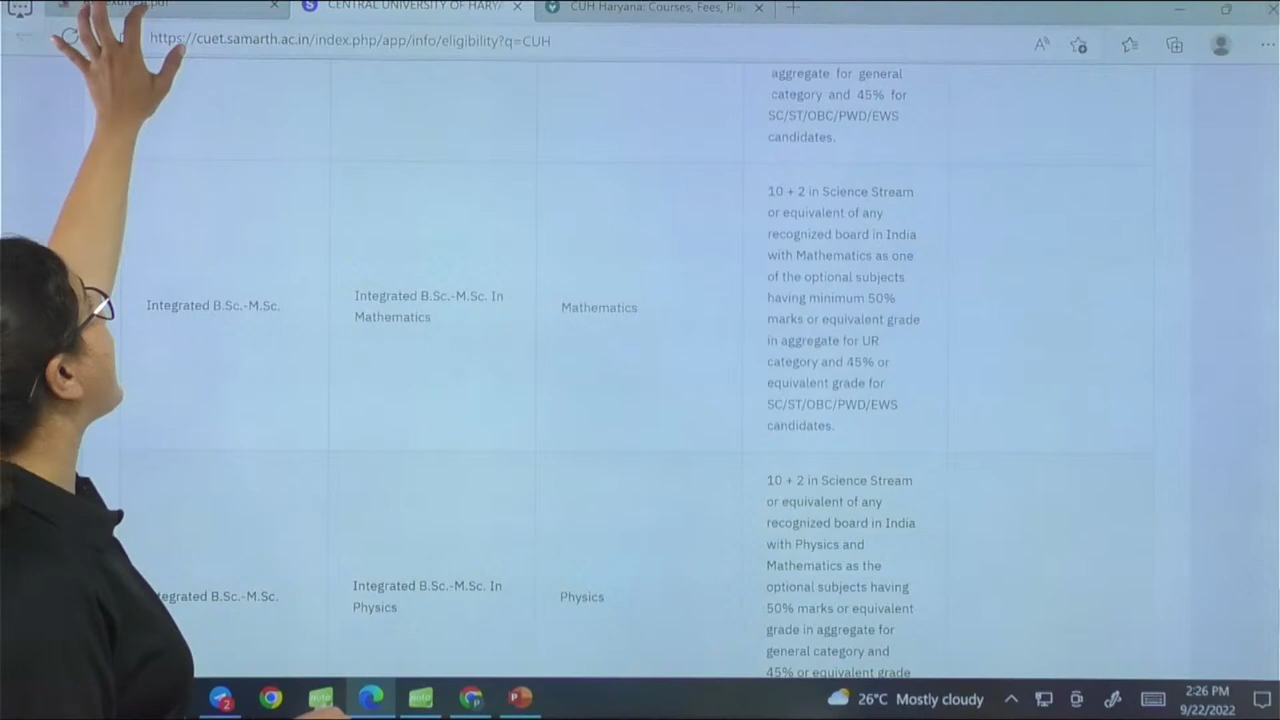 CENTRAL UNIVERSITY OF HARY
CUH Haryana: Courses, Fees, Pla
https://cuet.samarth.ac.in/index.php/app/info/eligibility?q=CUH
aggregate for general
category and 45% for
SC/ST/OBC/PWD/EWS
candidates.
Integrated B.Sc.-M.Sc.
Integrated B.Sc.-M.Sc. In
Mathematics
Mathematics
10 + 2 in Science Stream
or equivalent of any
recognized board in India
with Mathematics as one
of the optional subjects
having minimum 50%
marks or equivalent grade
in aggregate for UR
category and 45% or
equivalent grade for
SC/ST/OBC/PWD/EWS
candidates.
tegrated B.Sc.-M.Sc.
Integrated B.Sc.-M.Sc. In
Physics
Physics
10 + 2 in Science Stream
or equivalent of any
recognized board in India
with Physics and
Mathematics as the
optional subjects having
50% marks or equivalent
grade in aggregate for
general category and
45% or equivalent grade
2
26°C Mostly cloudy
2:26 PM
9/22/2022